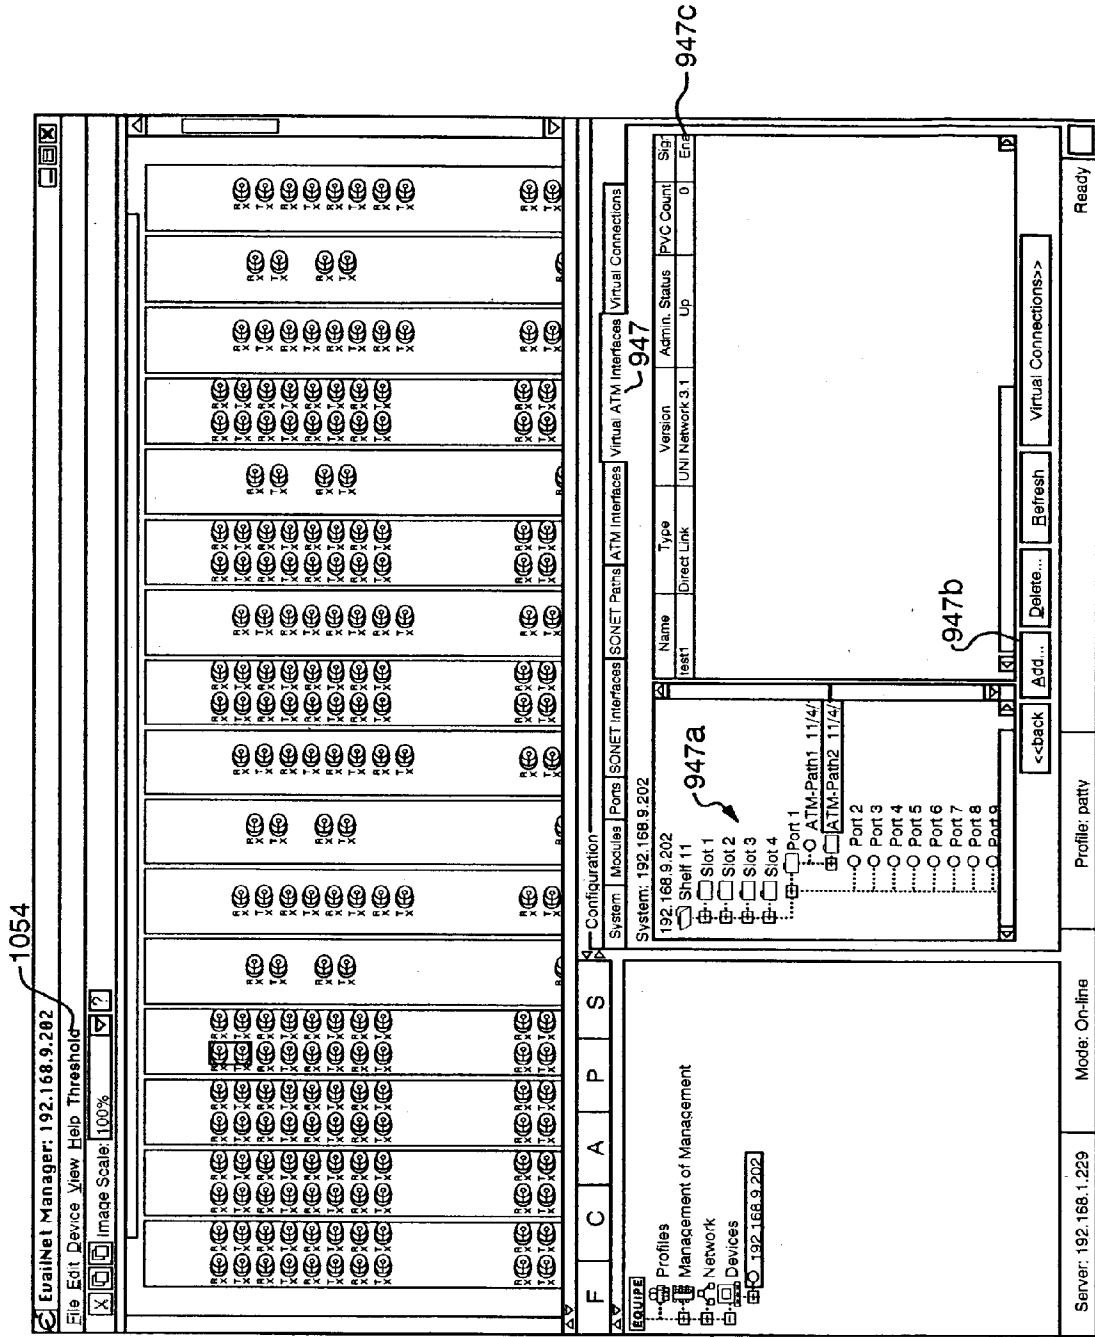 1054
EvailNet Manager: 192.168.9.202
File Edit Device View Help Threshold
Image Scale: 100% ?
F C A P S
EQUIPE
Profiles
Management of Management
Network
Devices
192.168.9.202
Configuration
System Modules Ports SONET Interfaces SONET Paths ATM Interfaces Virtual ATM Interfaces Virtual Connections
947
System: 192.168.9.202
192.168.9.202
Shelf 11
Slot 1
Slot 2
Slot 3
Slot 4
Port 1
ATM-Path1 11/4/
ATM-Path2 11/4/
Port 2
Port 3
Port 4
Port 5
Port 6
Port 7
Port 8
Port 9
947a
Name Type Version Admin. Status PVC Count Sig
test1 Direct Link UNI Network 3.1 Up 0 Ena
947c
947b
<<back Add... Delete... Refresh Virtual Connections>>
Server: 192.168.1.229 Mode: On-line Profile: patty Ready